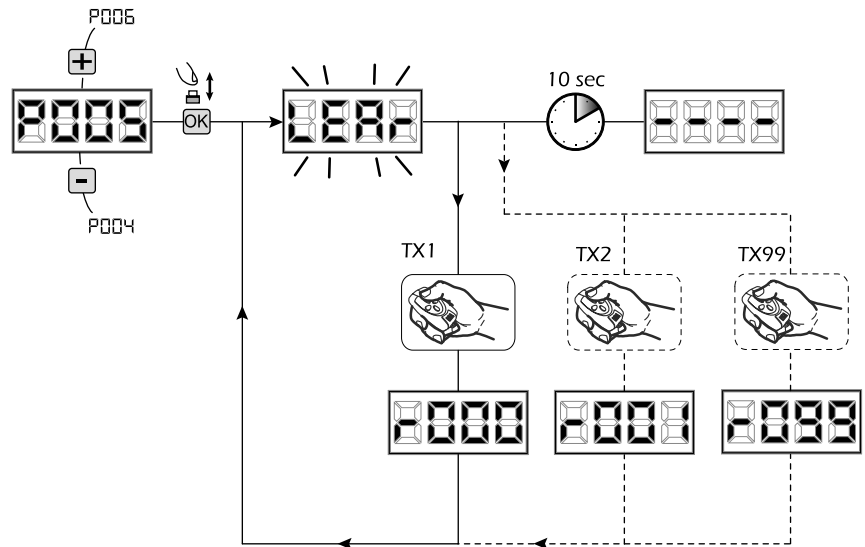 P006
+
P005
OK
LEAr
10 sec
----
-
P004
TX1
TX2
TX99
r000
r001
r099